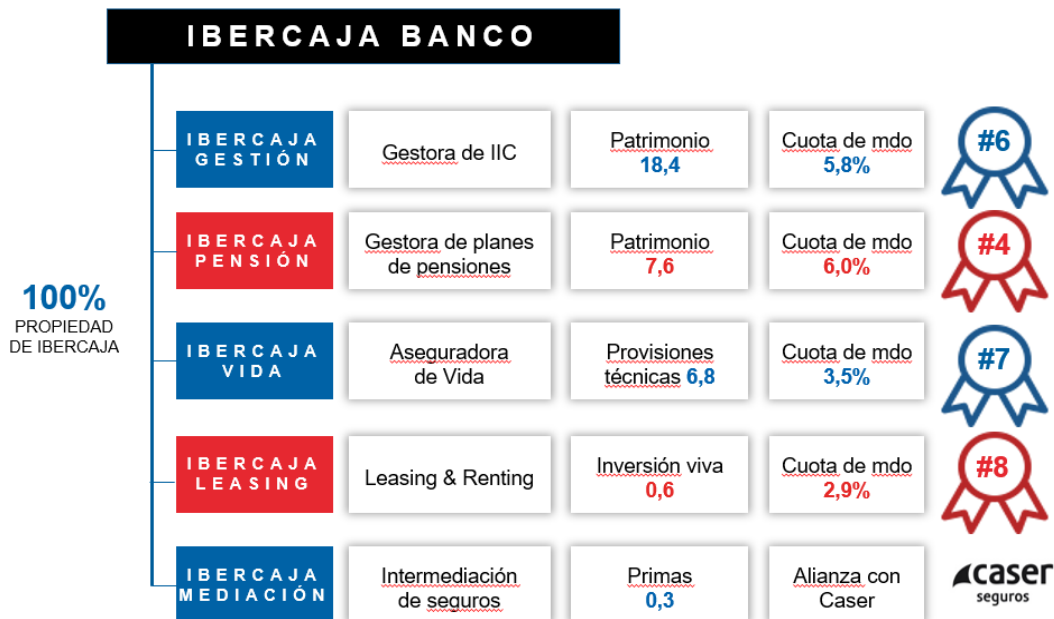 IBERCAJA BANCO
IBERCAJA
GESTIÓN
Gestora de IIC
Patrimonio
18,4
Cuota de mdo
5,8%
#6
IBERCAJA
PENSIÓN
Gestora de planes
de pensiones
Patrimonio
7,6
Cuota de mdo
6,0%
#4
100%
PROPIEDAD
DE IBERCAJA
IBERCAJA
VIDA
Aseguradora
de Vida
Provisiones
técnicas 6,8
Cuota de mdo
3,5%
#7
IBERCAJA
LEASING
Leasing & Renting
Inversión viva
0,6
Cuota de mdo
2,9%
#8
IBERCAJA
MEDIACIÓN
Intermediación
de seguros
Primas
0,3
Alianza con
Caser
caser
seguros